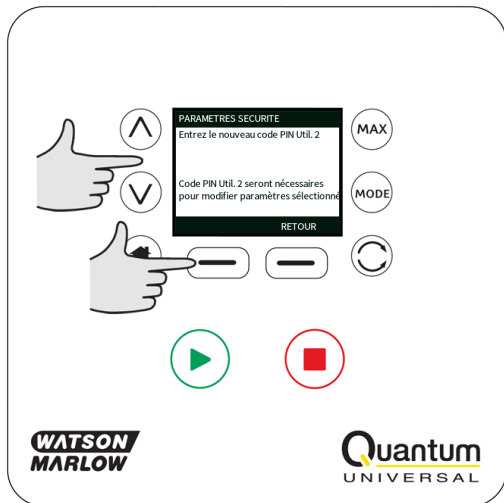 PARAMETRES SECURITE
Entrez le nouveau code PIN Util. 2
Code PIN Util. 2 seront nécessaires
pour modifier paramètres sélectionné
RETOUR
MAX
MODE
WATSON
MARLOW
Quantum
UNIVERSAL